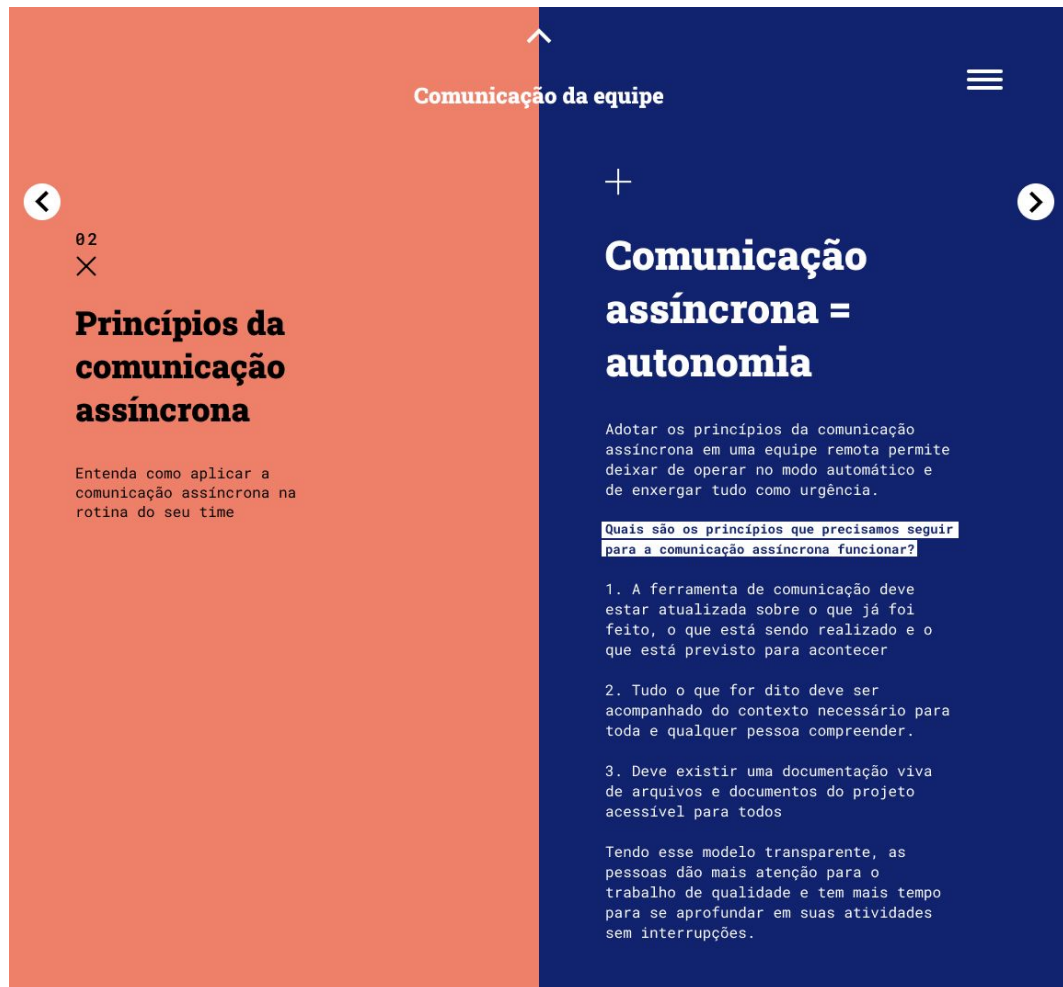 Comunicação da equipe
02
Princípios da
comunicação
assíncrona
Entenda como aplicar a
comunicação assíncrona na
rotina do seu time
Comunicação
assíncrona =
autonomia
Adotar os princípios da comunicação
assíncrona em uma equipe remota permite
deixar de operar no modo automático e
de enxergar tudo como urgência.
Quais são os princípios que precisamos seguir
para a comunicação assíncrona funcionar?
1. A ferramenta de comunicação deve
estar atualizada sobre o que já foi
feito, o que está sendo realizado e o
que está previsto para acontecer
2. Tudo o que for dito deve ser
acompanhado do contexto necessário para
toda e qualquer pessoa compreender.
3. Deve existir uma documentação viva
de arquivos e documentos do projeto
acessível para todos
Tendo esse modelo transparente, as
pessoas dão mais atenção para o
trabalho de qualidade e tem mais tempo
para se aprofundar em suas atividades
sem interrupções.